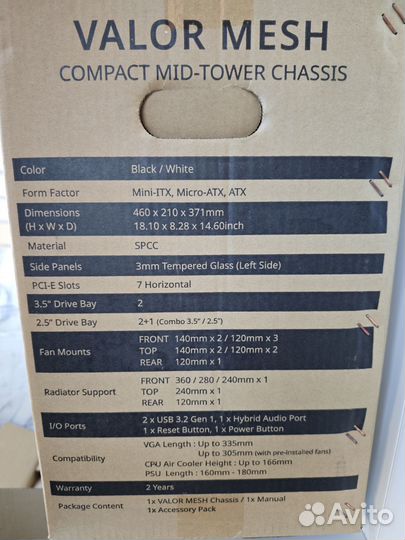 VALOR MESH
COMPACT MID-TOWER CHASSIS
Color Black / White
Form Factor Mini-ITX, Micro-ATX, ATX
Dimensions 460 x 210 x 371mm
(H x W x D) 18.10 x 8.28 x 14.60inch
Material SPCC
Side Panels 3mm Tempered Glass (Left Side)
PCI-E Slots 7 Horizontal
3.5" Drive Bay 2
2.5" Drive Bay 2+1 (Combo 3.5" / 2.5")
FRONT 140mm x 2 / 120mm x 3
Fan Mounts TOP 140mm x 2 / 120mm x 2
REAR 120mm x 1
FRONT 360 / 280 / 240mm x 1
Radiator Support TOP 240mm x 1
REAR 120mm x 1
I/O Ports 2 x USB 3.2 Gen 1, 1 x Hybrid Audio Port
1 x Reset Button, 1 x Power Button
VGA Length : Up to 335mm
Compatibility Up to 305mm (with pre-installed fans)
CPU Air Cooler Height : Up to 166mm
PSU Length : 160mm - 180mm
Warranty 2 Years
Package Content 1x VALOR MESH Chassis / 1x Manual
1x Accessory Pack
Avito